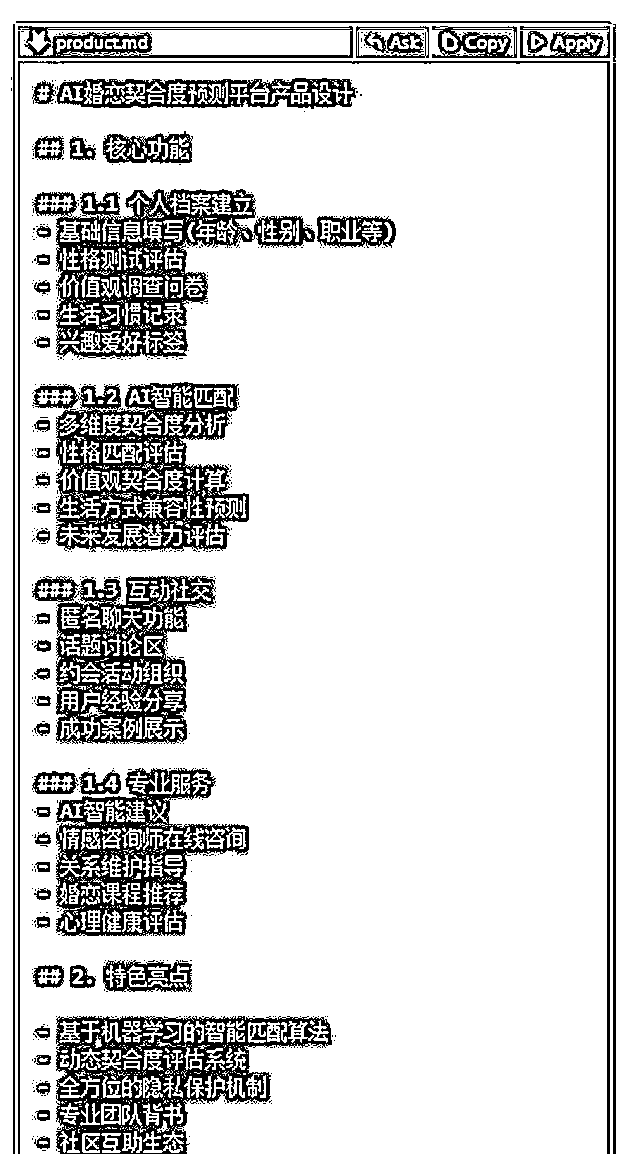 product.md Ask Copy Apply
# AI婚恋契合度预测平台产品设计
## 1. 核心功能
### 1.1 个人档案建立
- 基础信息填写(年龄、性别、职业等)
- 性格测试评估
- 价值观调查问卷
- 生活习惯记录
- 兴趣爱好标签
### 1.2 AI智能匹配
- 多维度契合度分析
- 性格匹配评估
- 价值观契合度计算
- 生活方式兼容性预测
- 未来发展潜力评估
### 1.3 互动社交
- 匿名聊天功能
- 话题讨论区
- 约会活动组织
- 用户经验分享
- 成功案例展示
### 1.4 专业服务
- AI智能建议
- 情感咨询师在线咨询
- 关系维护指导
- 婚恋课程推荐
- 心理健康评估
## 2. 特色亮点
- 基于机器学习的智能匹配算法
- 动态契合度评估系统
- 全方位的隐私保护机制
- 专业团队背书
- 社区互助生态